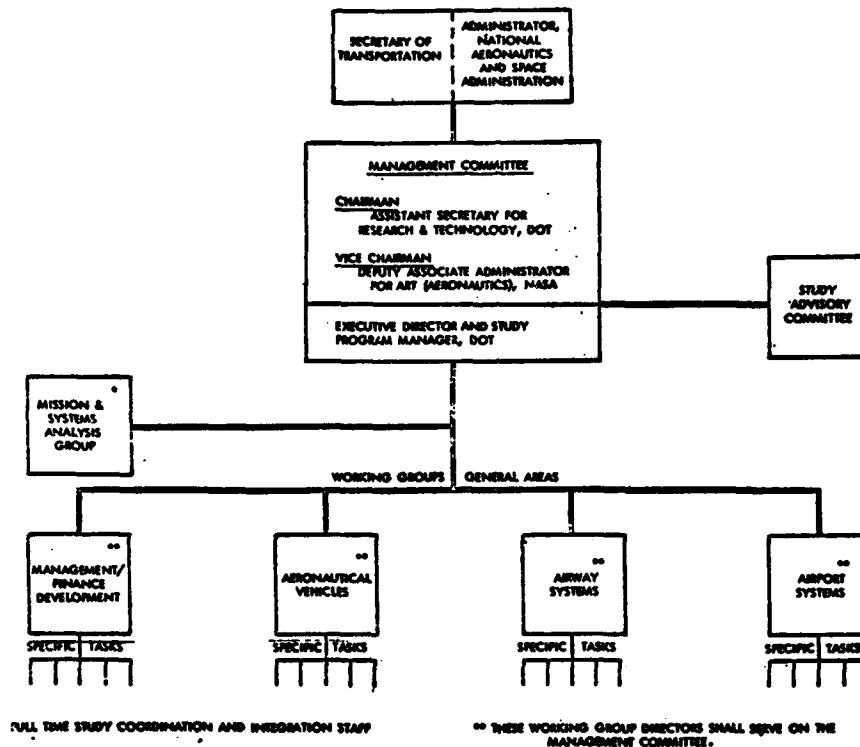 SECRETARY OF
TRANSPORTATION
ADMINISTRATOR,
NATIONAL
AERONAUTICS
AND SPACE
ADMINISTRATION
MANAGEMENT COMMITTEE
CHAIRMAN
ASSISTANT SECRETARY FOR
RESEARCH & TECHNOLOGY, DOT
VICE CHAIRMAN
DEPUTY ASSOCIATE ADMINISTRATOR
FOR ART (AERONAUTICS), NASA
EXECUTIVE DIRECTOR AND STUDY
PROGRAM MANAGER, DOT
STUDY
ADVISORY
COMMITTEE
*
MISSION &
SYSTEMS
ANALYSIS
GROUP
WORKING GROUPS GENERAL AREAS
**
MANAGEMENT/
FINANCE
DEVELOPMENT
**
AERONAUTICAL
VEHICLES
**
AIRWAY
SYSTEMS
**
AIRPORT
SYSTEMS
SPECIFIC TASKS
SPECIFIC TASKS
SPECIFIC TASKS
SPECIFIC TASKS
FULL TIME STUDY COORDINATION AND INTEGRATION STAFF
** THESE WORKING GROUP DIRECTORS SHALL SERVE ON THE
MANAGEMENT COMMITTEE.